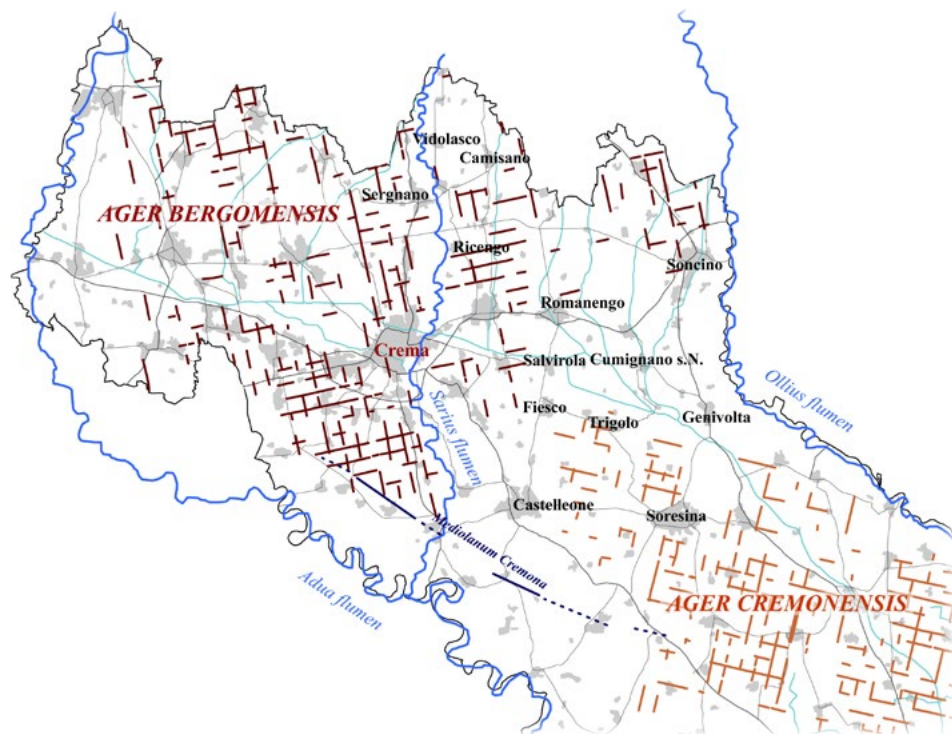 Vidolasco
Camisano
Sergnano
AGER BERGOMENSIS
Ricengo
Soncino
Romanengo
Crema
Salvirola
Cumignano s.N.
Ollius flumen
Fiesco
Trigolo
Genivolta
Sarius flumen
Castelleone
Soresina
Mediolanum Cremona
Adua flumen
AGER CREMONENSIS